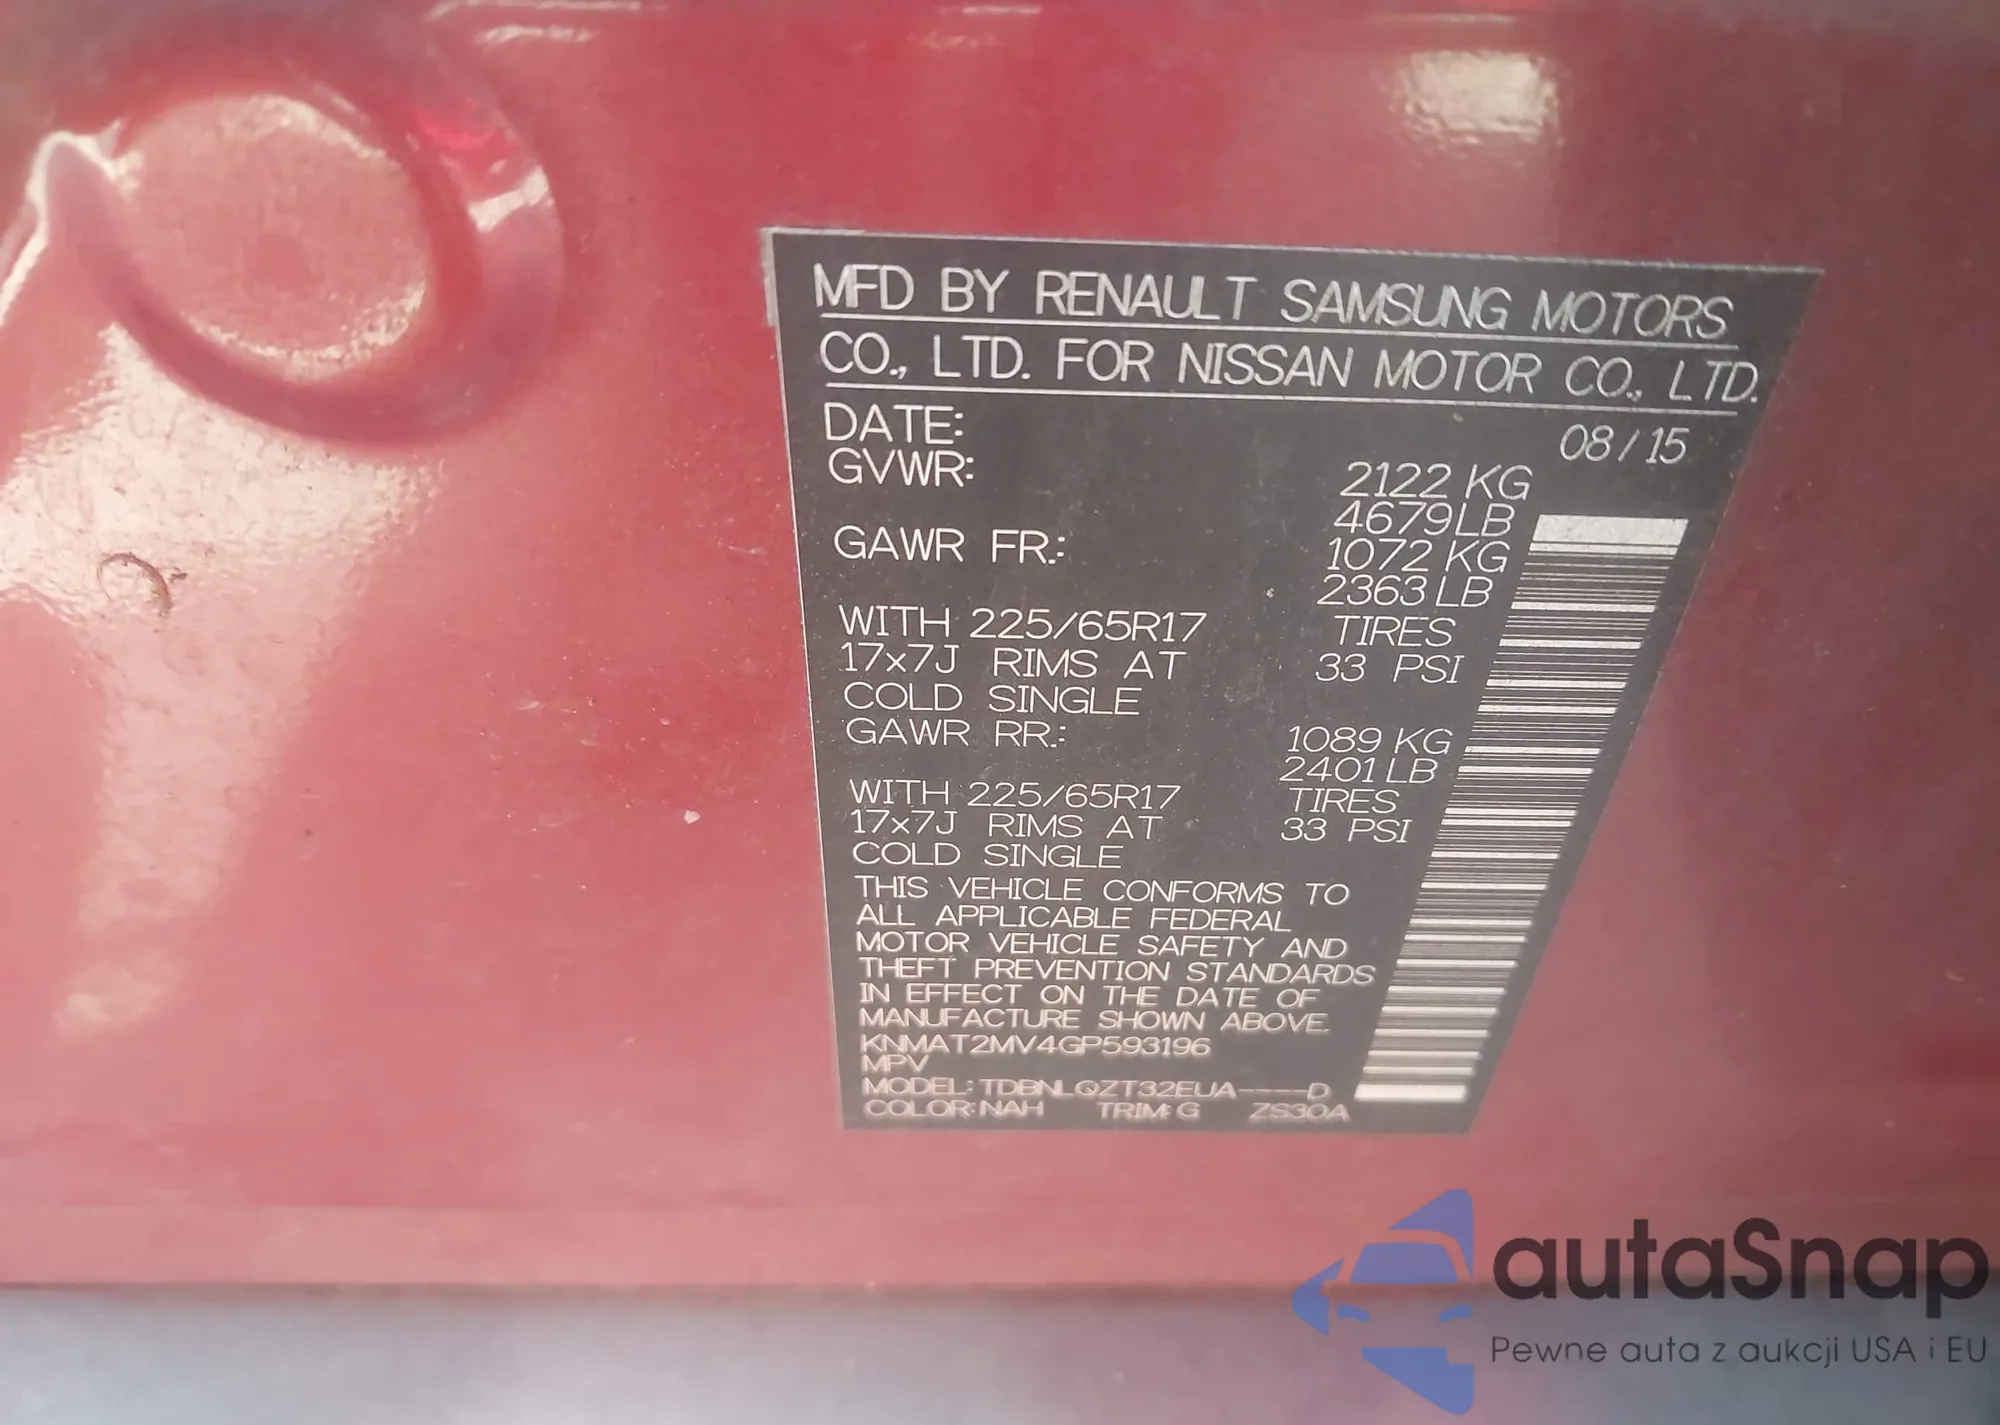 MFD BY RENAULT SAMSUNG MOTORS
CO., LTD. FOR NISSAN MOTOR CO., LTD.
DATE: 08/15
GVWR: 2122 KG
4679 LB
GAWR FR.: 1072 KG
2363 LB
WITH 225/65R17 TIRES
17x7J RIMS AT 33 PSI
COLD SINGLE
GAWR RR.: 1089 KG
2401 LB
WITH 225/65R17 TIRES
17x7J RIMS AT 33 PSI
COLD SINGLE
THIS VEHICLE CONFORMS TO
ALL APPLICABLE FEDERAL
MOTOR VEHICLE SAFETY AND
THEFT PREVENTION STANDARDS
IN EFFECT ON THE DATE OF
MANUFACTURE SHOWN ABOVE.
KNMAT2MV4GP593196
MPV
MODEL: TDBNLQZT32EUA----D
COLOR: NAH TRIM: G ZS30A
autaSnap
Pewne auta z aukcji USA i EU